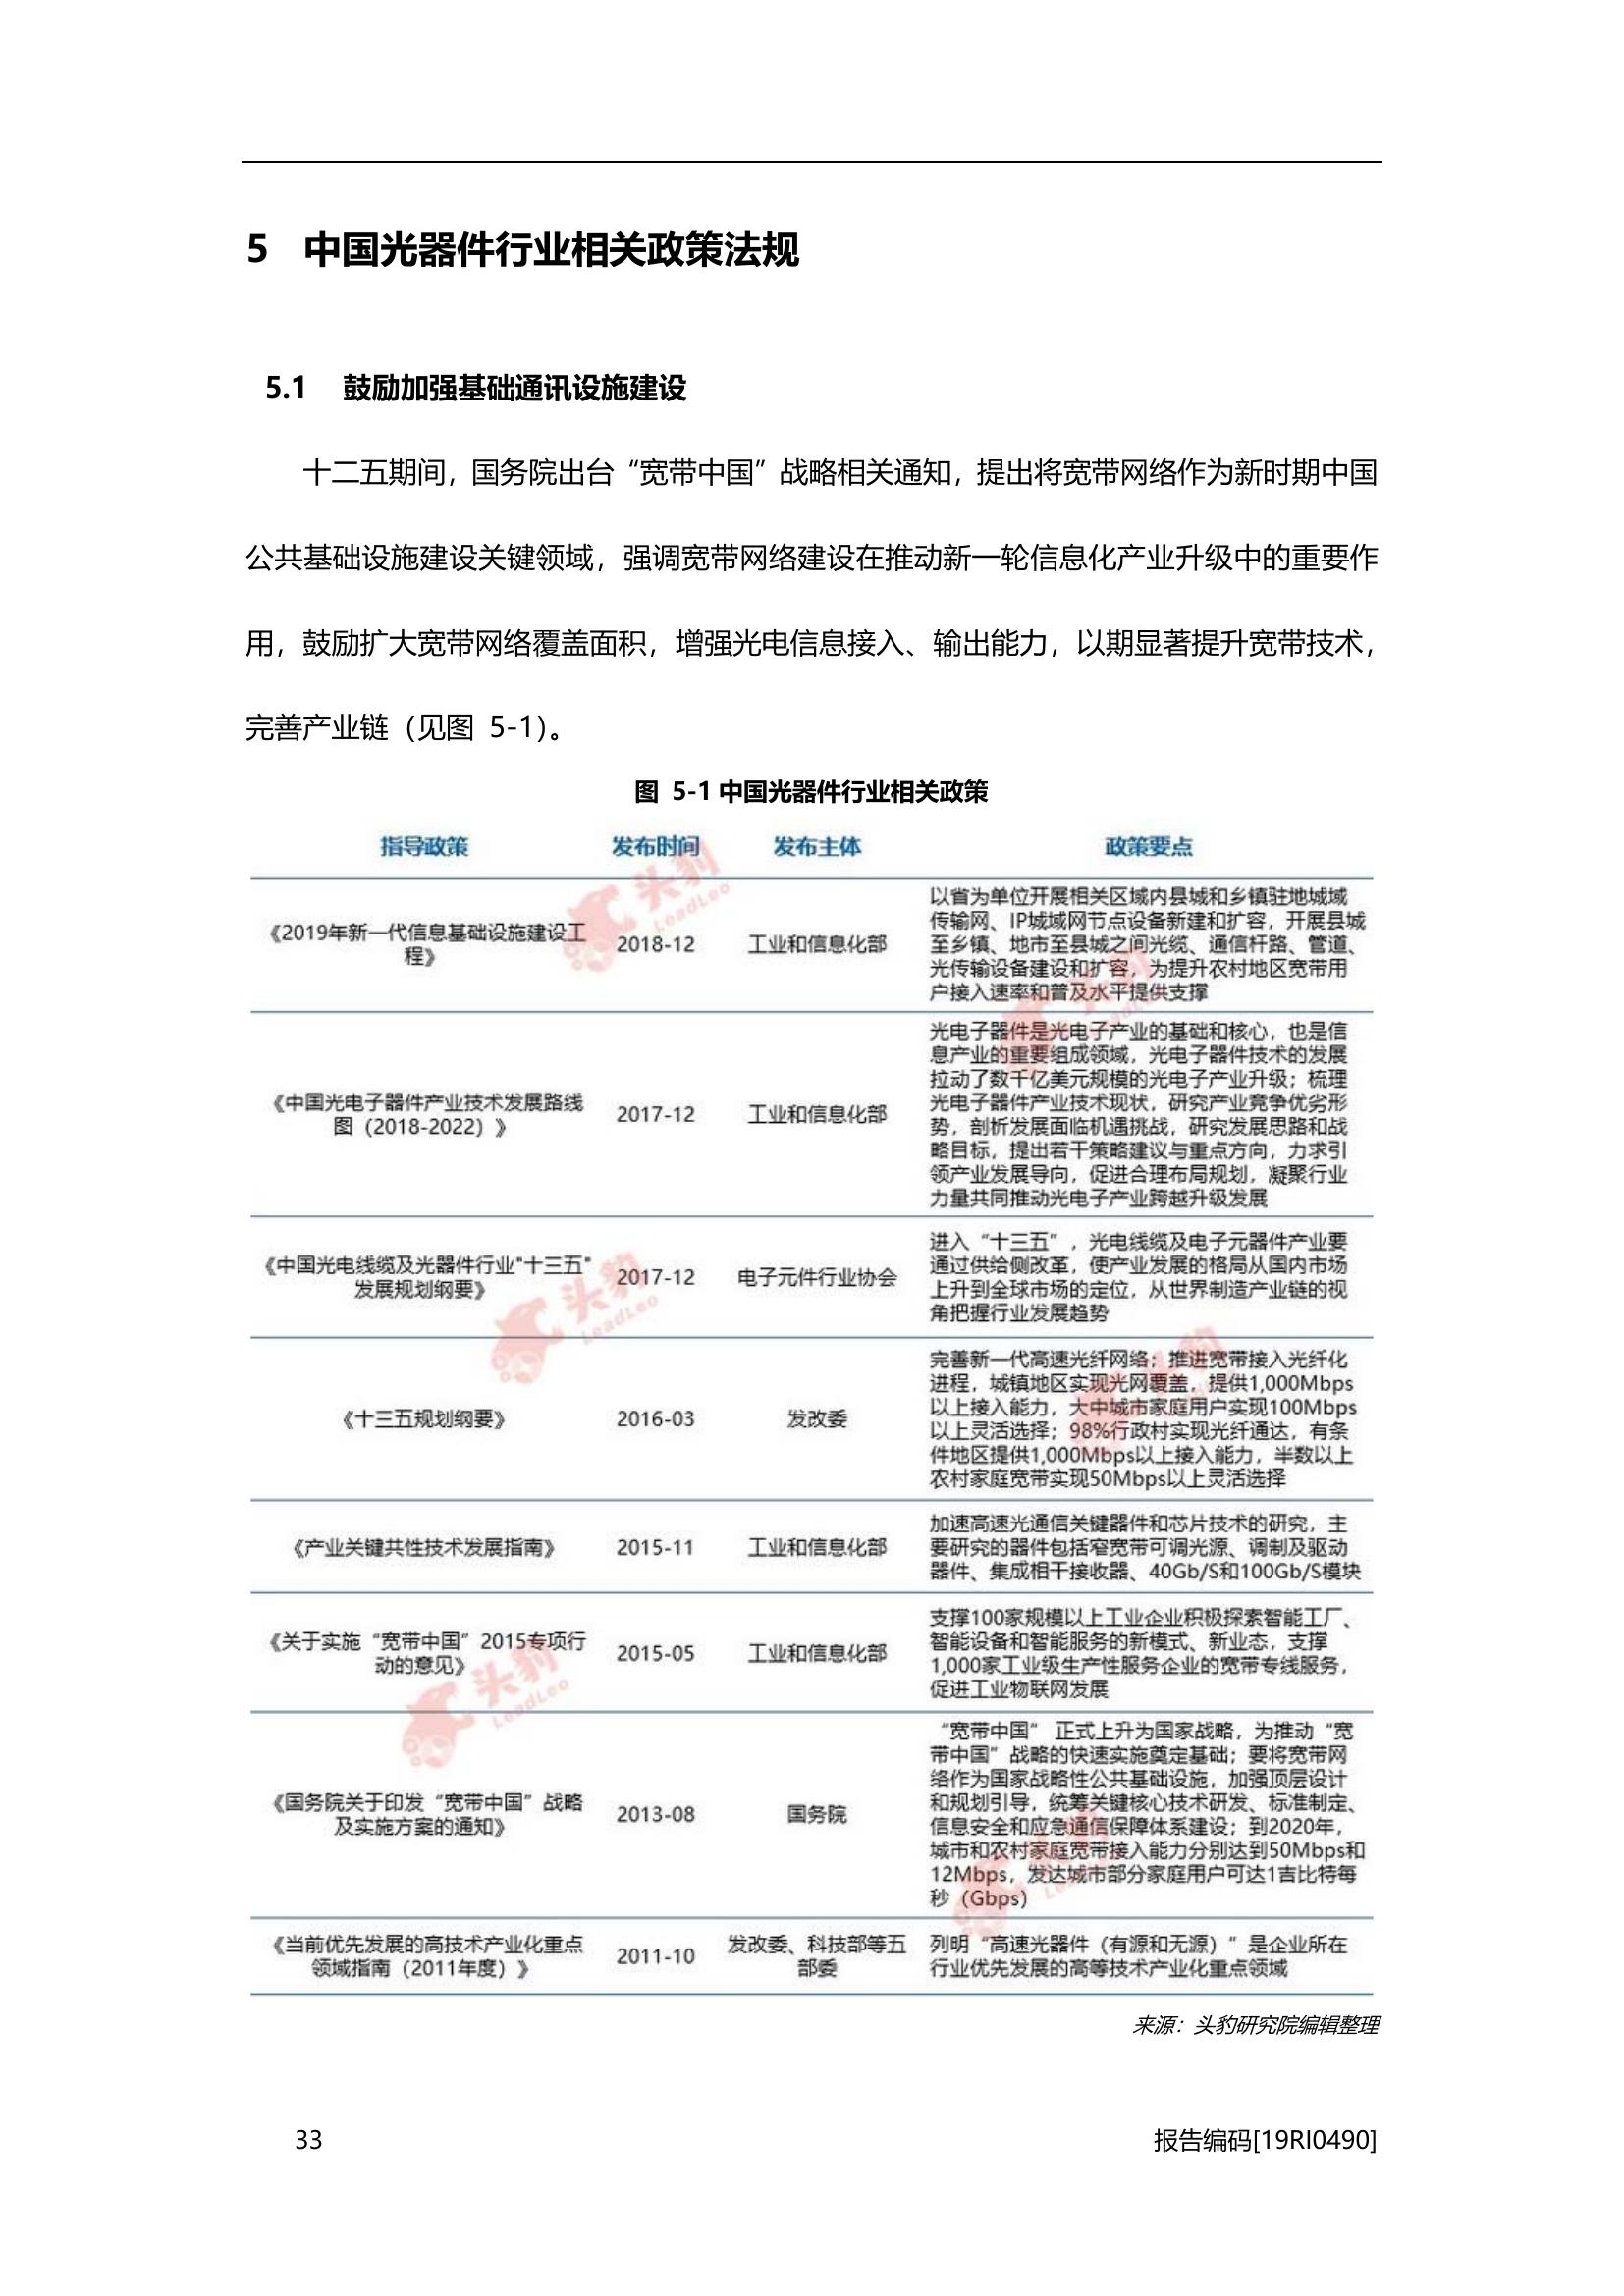 5 中国光器件行业相关政策法规
5.1 鼓励加强基础通讯设施建设
十二五期间，国务院出台“宽带中国”战略相关通知，提出将宽带网络作为新时期中国
公共基础设施建设关键领域，强调宽带网络建设在推动新一轮信息化产业升级中的重要作
用，鼓励扩大宽带网络覆盖面积，增强光电信息接入、输出能力，以期显著提升宽带技术，
完善产业链（见图 5-1）。
图 5-1 中国光器件行业相关政策
指导政策 发布时间 发布主体 政策要点
《2019年新一代信息基础设施建设工
程》
2018-12
工业和信息化部
以省为单位开展相关区域内县城和乡镇驻地城域
传输网、IP城域网节点设备新建和扩容，开展县城
至乡镇、地市至县城之间光缆、通信杆路、管道、
光传输设备建设和扩容，为提升农村地区宽带用
户接入速率和普及水平提供支撑
《中国光电子器件产业技术发展路线
图（2018-2022）》
2017-12
工业和信息化部
光电子器件是光电子产业的基础和核心，也是信
息产业的重要组成领域，光电子器件技术的发展
拉动了数千亿美元规模的光电子产业升级；梳理
光电子器件产业技术现状，研究产业竞争优劣形
势，剖析发展面临机遇挑战，研究发展思路和战
略目标，提出若干策略建议与重点方向，力求引
领产业发展导向，促进合理布局规划，凝聚行业
力量共同推动光电子产业跨越升级发展
《中国光电线缆及光器件行业"十三五"
发展规划纲要》
2017-12
电子元件行业协会
进入“十三五”，光电线缆及电子元器件产业要
通过供给侧改革，使产业发展的格局从国内市场
上升到全球市场的定位，从世界制造产业链的视
角把握行业发展趋势
《十三五规划纲要》
2016-03
发改委
完善新一代高速光纤网络；推进宽带接入光纤化
进程，城镇地区实现光网覆盖，提供1,000Mbps
以上接入能力，大中城市家庭用户实现100Mbps
以上灵活选择；98%行政村实现光纤通达，有条
件地区提供1,000Mbps以上接入能力，半数以上
农村家庭宽带实现50Mbps以上灵活选择
《产业关键共性技术发展指南》
2015-11
工业和信息化部
加速高速光通信关键器件和芯片技术的研究，主
要研究的器件包括窄宽带可调光源、调制及驱动
器件、集成相干接收器、40Gb/S和100Gb/S模块
《关于实施“宽带中国”2015专项行
动的意见》
2015-05
工业和信息化部
支撑100家规模以上工业企业积极探索智能工厂、
智能设备和智能服务的新模式、新业态，支撑
1,000家工业级生产性服务企业的宽带专线服务，
促进工业物联网发展
《国务院关于印发“宽带中国”战略
及实施方案的通知》
2013-08
国务院
“宽带中国” 正式上升为国家战略，为推动“宽
带中国”战略的快速实施奠定基础；要将宽带网
络作为国家战略性公共基础设施，加强顶层设计
和规划引导，统筹关键核心技术研发、标准制定、
信息安全和应急通信保障体系建设；到2020年，
城市和农村家庭宽带接入能力分别达到50Mbps和
12Mbps，发达城市部分家庭用户可达1吉比特每
秒（Gbps）
《当前优先发展的高技术产业化重点
领域指南（2011年度）》
2011-10
发改委、科技部等五
部委
列明“高速光器件（有源和无源）”是企业所在
行业优先发展的高等技术产业化重点领域
头豹
LeadLeo
头豹
LeadLeo
头豹
LeadLeo
来源：头豹研究院编辑整理
33
报告编码[19RI0490]